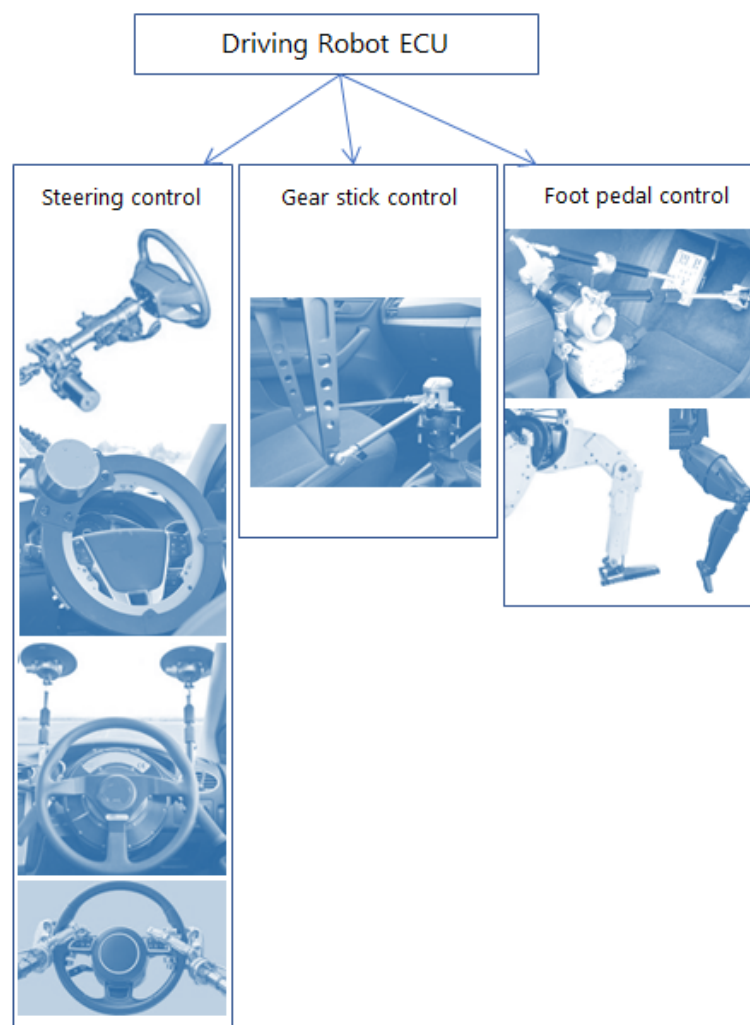 Driving Robot ECU
Steering control
Gear stick control
Foot pedal control